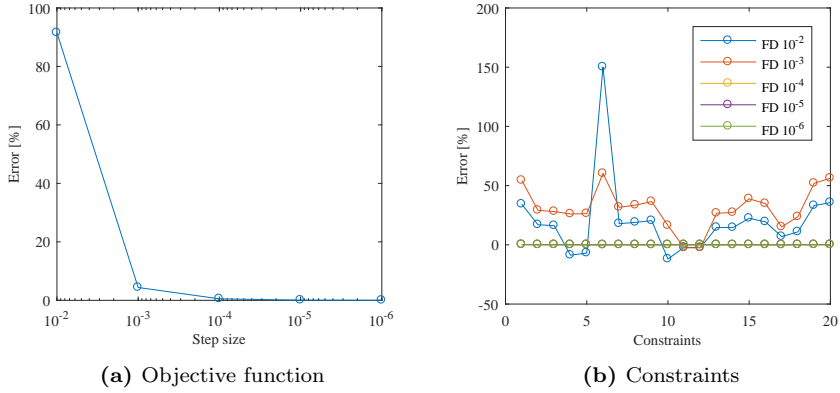 100
80
60
40
20
0
Error [%]
10-2
10-3
10-4
10-5
10-6
Step size
(a) Objective function
200
150
100
50
0
-50
Error [%]
0
5
10
15
20
Constraints
FD 10-2
FD 10-3
FD 10-4
FD 10-5
FD 10-6
(b) Constraints